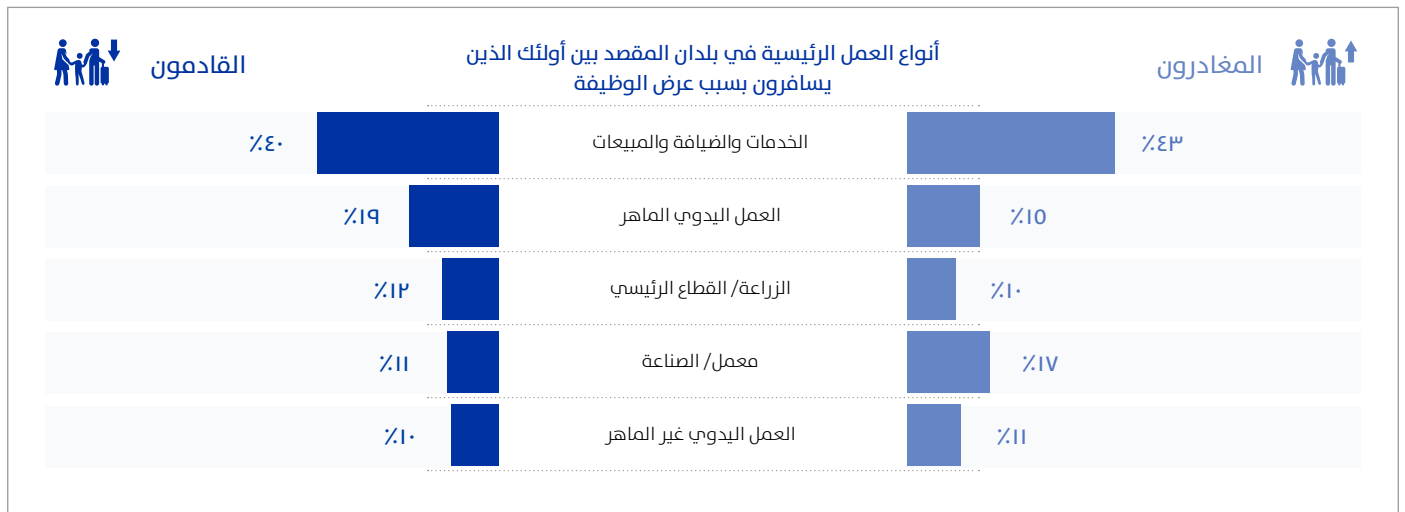 المغادرون
أنواع العمل الرئيسية في بلدان المقصد بين أولئك الذين
يسافرون بسبب عرض الوظيفة
القادمون
٤٣٪
الخدمات والضيافة والمبيعات
٤٠٪
١٥٪
العمل اليدوي الماهر
١٩٪
١٠٪
الزراعة/ القطاع الرئيسي
١٢٪
١٧٪
معمل/ الصناعة
١١٪
١١٪
العمل اليدوي غير الماهر
١٠٪